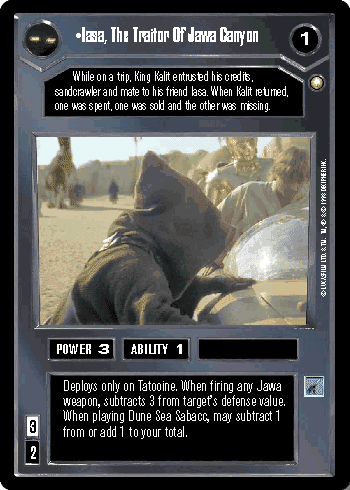 •Iasa, The Traitor Of Jawa Canyon
1
While on a trip, King Kalit entrusted his credits,
sandcrawler and mate to his friend Iasa. When Kalit returned,
one was spent, one was sold and the other was missing.
POWER 3
ABILITY 1
Deploys only on Tatooine. When firing any Jawa
weapon, subtracts 3 from target's defense value.
When playing Dune Sea Sabacc, may subtract 1
from or add 1 to your total.
3
2